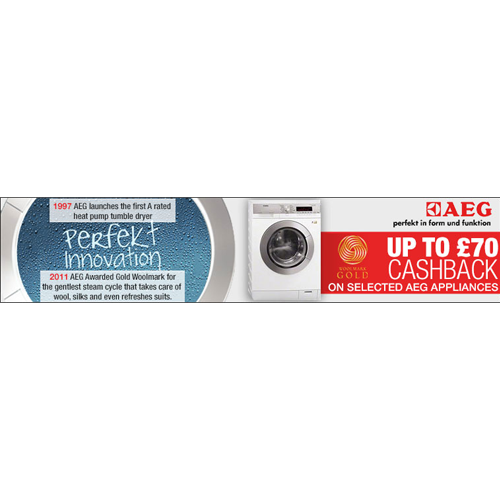 1997 AEG launches the first A rated
heat pump tumble dryer
Perfekt
Innovation
2011 AEG Awarded Gold Woolmark for
the gentlest steam cycle that takes care of
wool, silks and even refreshes suits.
AEG
perfekt in form und funktion
WOOLMARK
GOLD
UP TO £70
CASHBACK
ON SELECTED AEG APPLIANCES